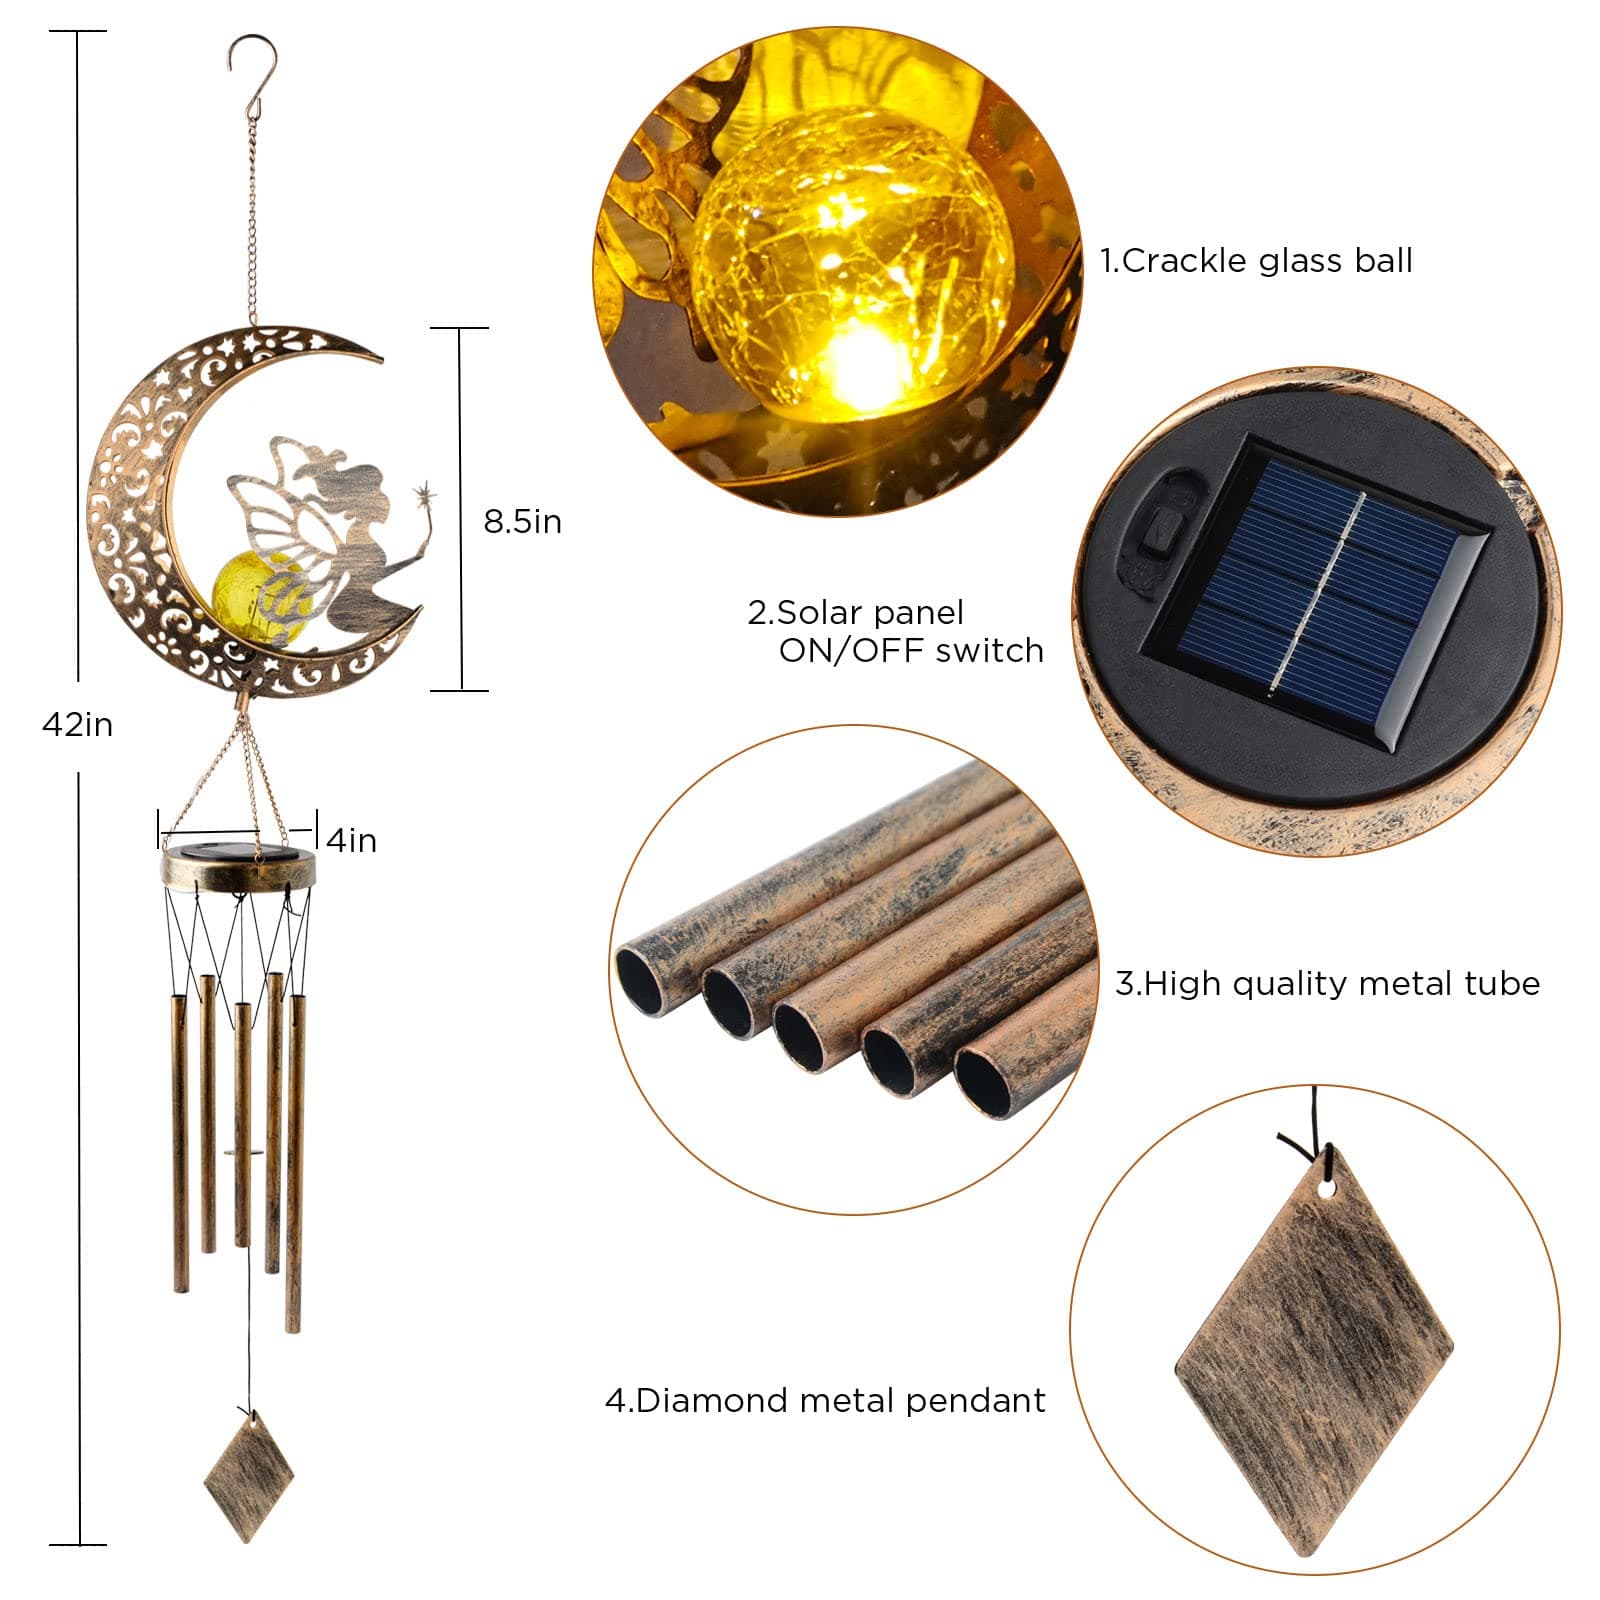 42in
8.5in
4in
1.Crackle glass ball
2.Solar panel
ON/OFF switch
3.High quality metal tube
4.Diamond metal pendant